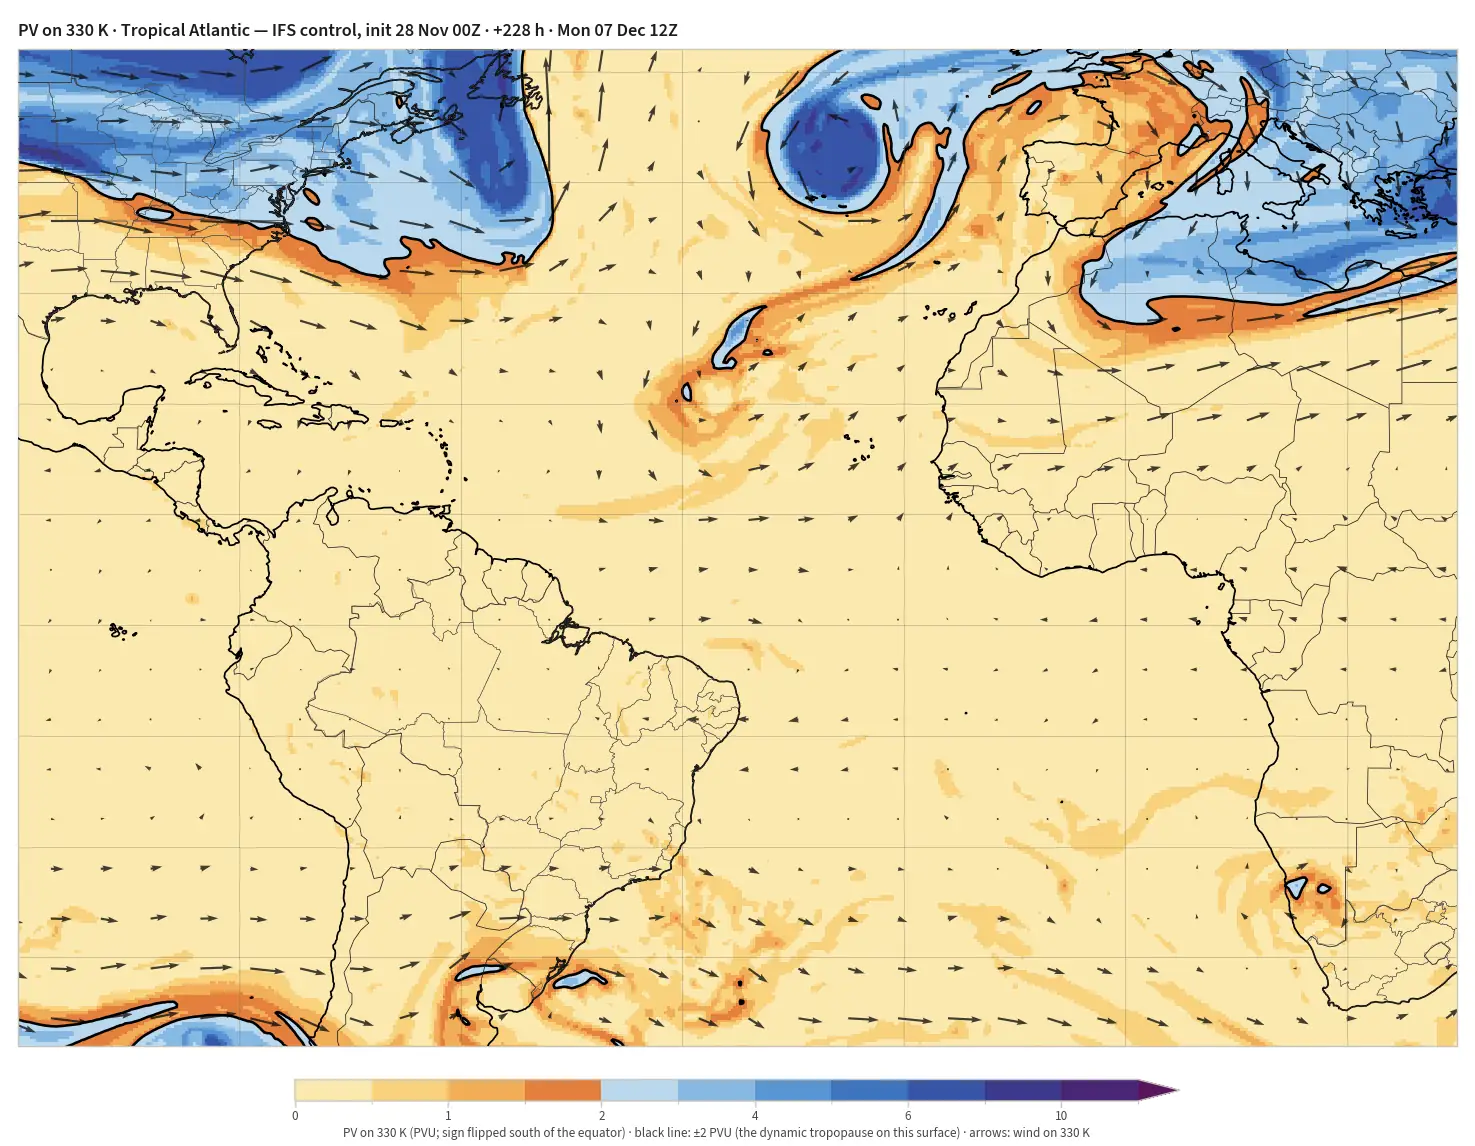 PV on 330 K · Tropical Atlantic — IFS control, init 28 Nov 00Z · +228 h · Mon 07 Dec 12Z
0 1 2 4 6 10
PV on 330 K (PVU; sign flipped south of the equator) · black line: ±2 PVU (the dynamic tropopause on this surface) · arrows: wind on 330 K